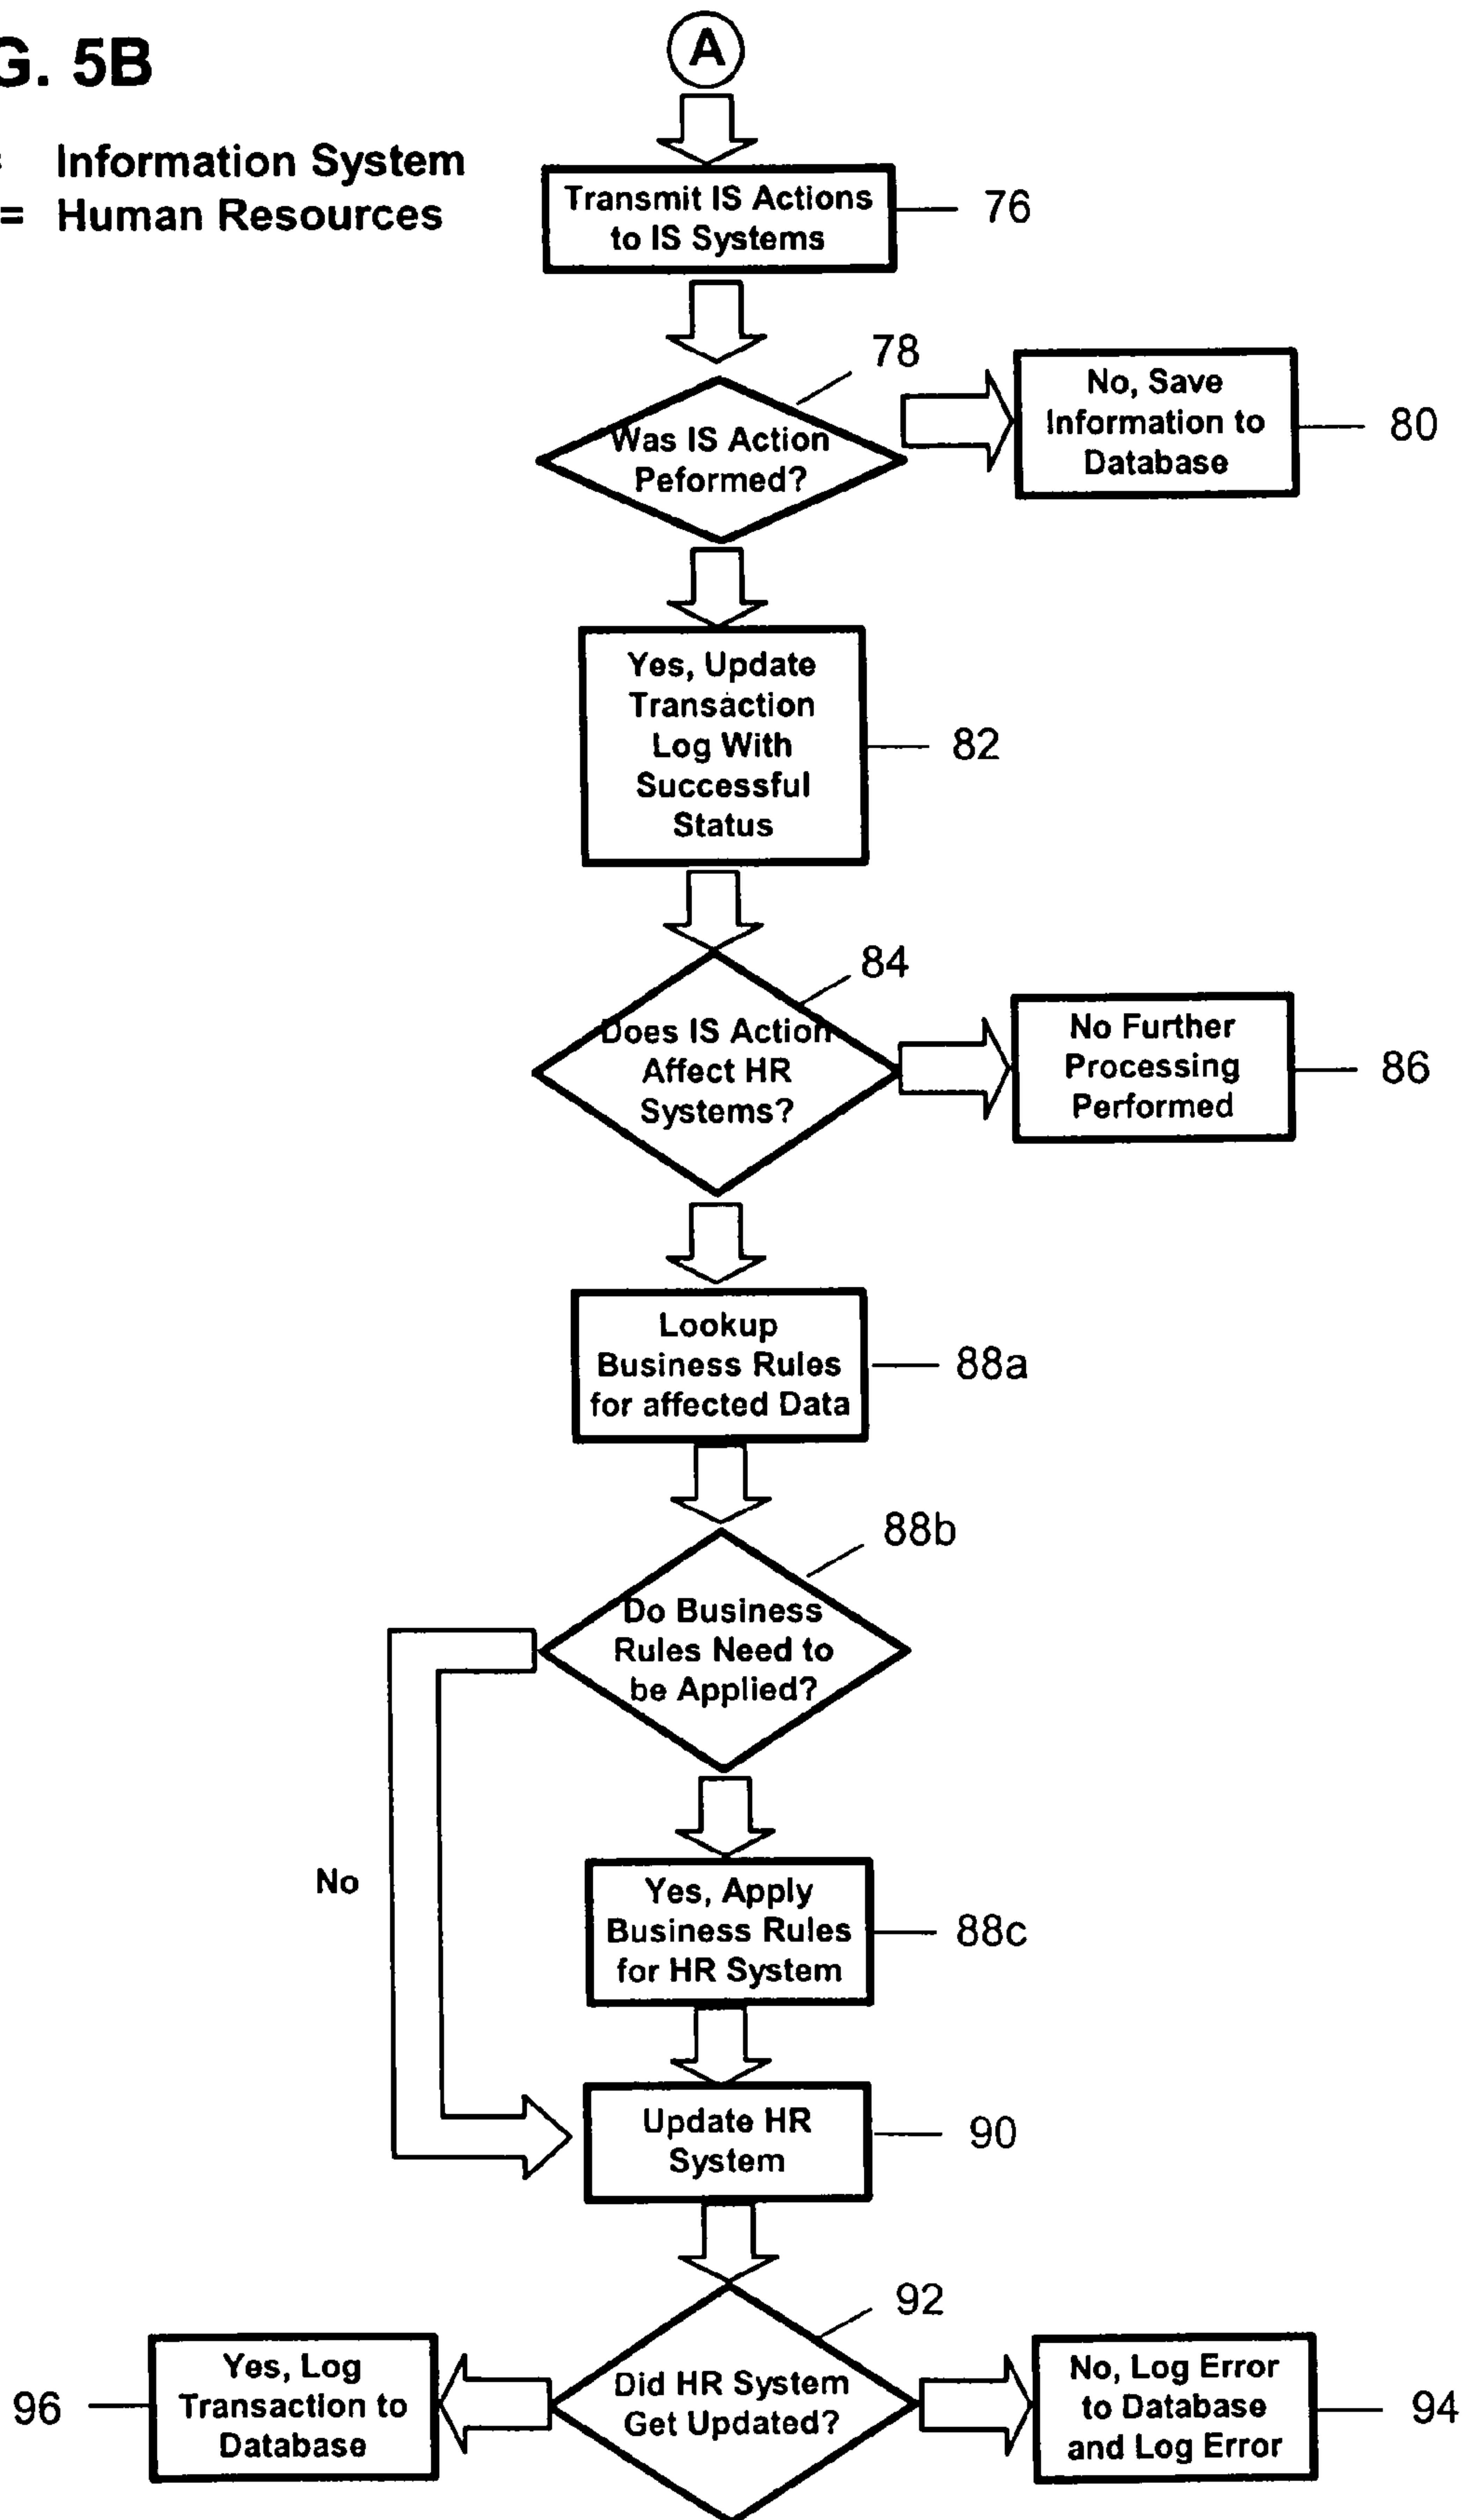 G. 5B
A
= Information System
= Human Resources
Transmit IS Actions
to IS Systems
76
78
Was IS Action
Peformed?
No, Save
Information to
Database
80
Yes, Update
Transaction
Log With
Successful
Status
82
84
Does IS Action
Affect HR
Systems?
No Further
Processing
Performed
86
Lookup
Business Rules
for affected Data
88a
88b
Do Business
Rules Need to
be Applied?
No
Yes, Apply
Business Rules
for HR System
88c
Update HR
System
90
92
Did HR System
Get Updated?
Yes, Log
Transaction to
Database
96
No, Log Error
to Database
and Log Error
94